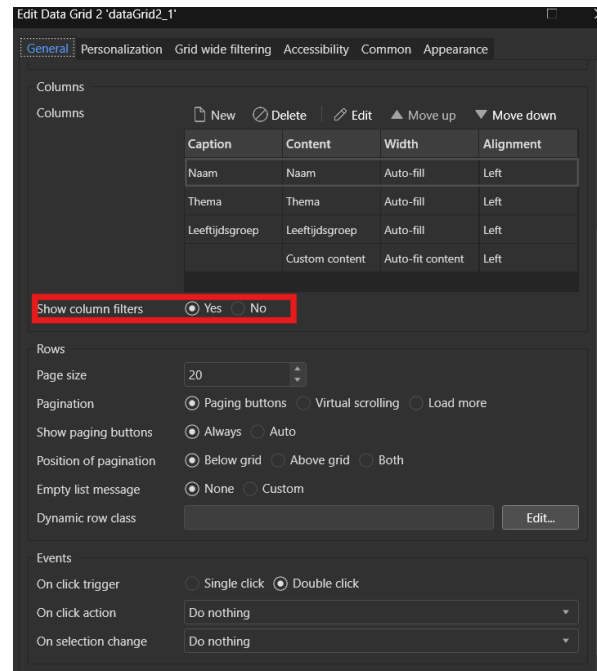 Edit Data Grid 2 'dataGrid2_1'
General Personalization Grid wide filtering Accessibility Common Appearance
Columns
Columns New Delete Edit Move up Move down
Caption Content Width Alignment
Naam Naam Auto-fill Left
Thema Thema Auto-fill Left
Leeftijdsgroep Leeftijdsgroep Auto-fill Left
Custom content Auto-fit content Left
Show column filters Yes No
Rows
Page size 20
Pagination Paging buttons Virtual scrolling Load more
Show paging buttons Always Auto
Position of pagination Below grid Above grid Both
Empty list message None Custom
Dynamic row class Edit...
Events
On click trigger Single click Double click
On click action Do nothing
On selection change Do nothing